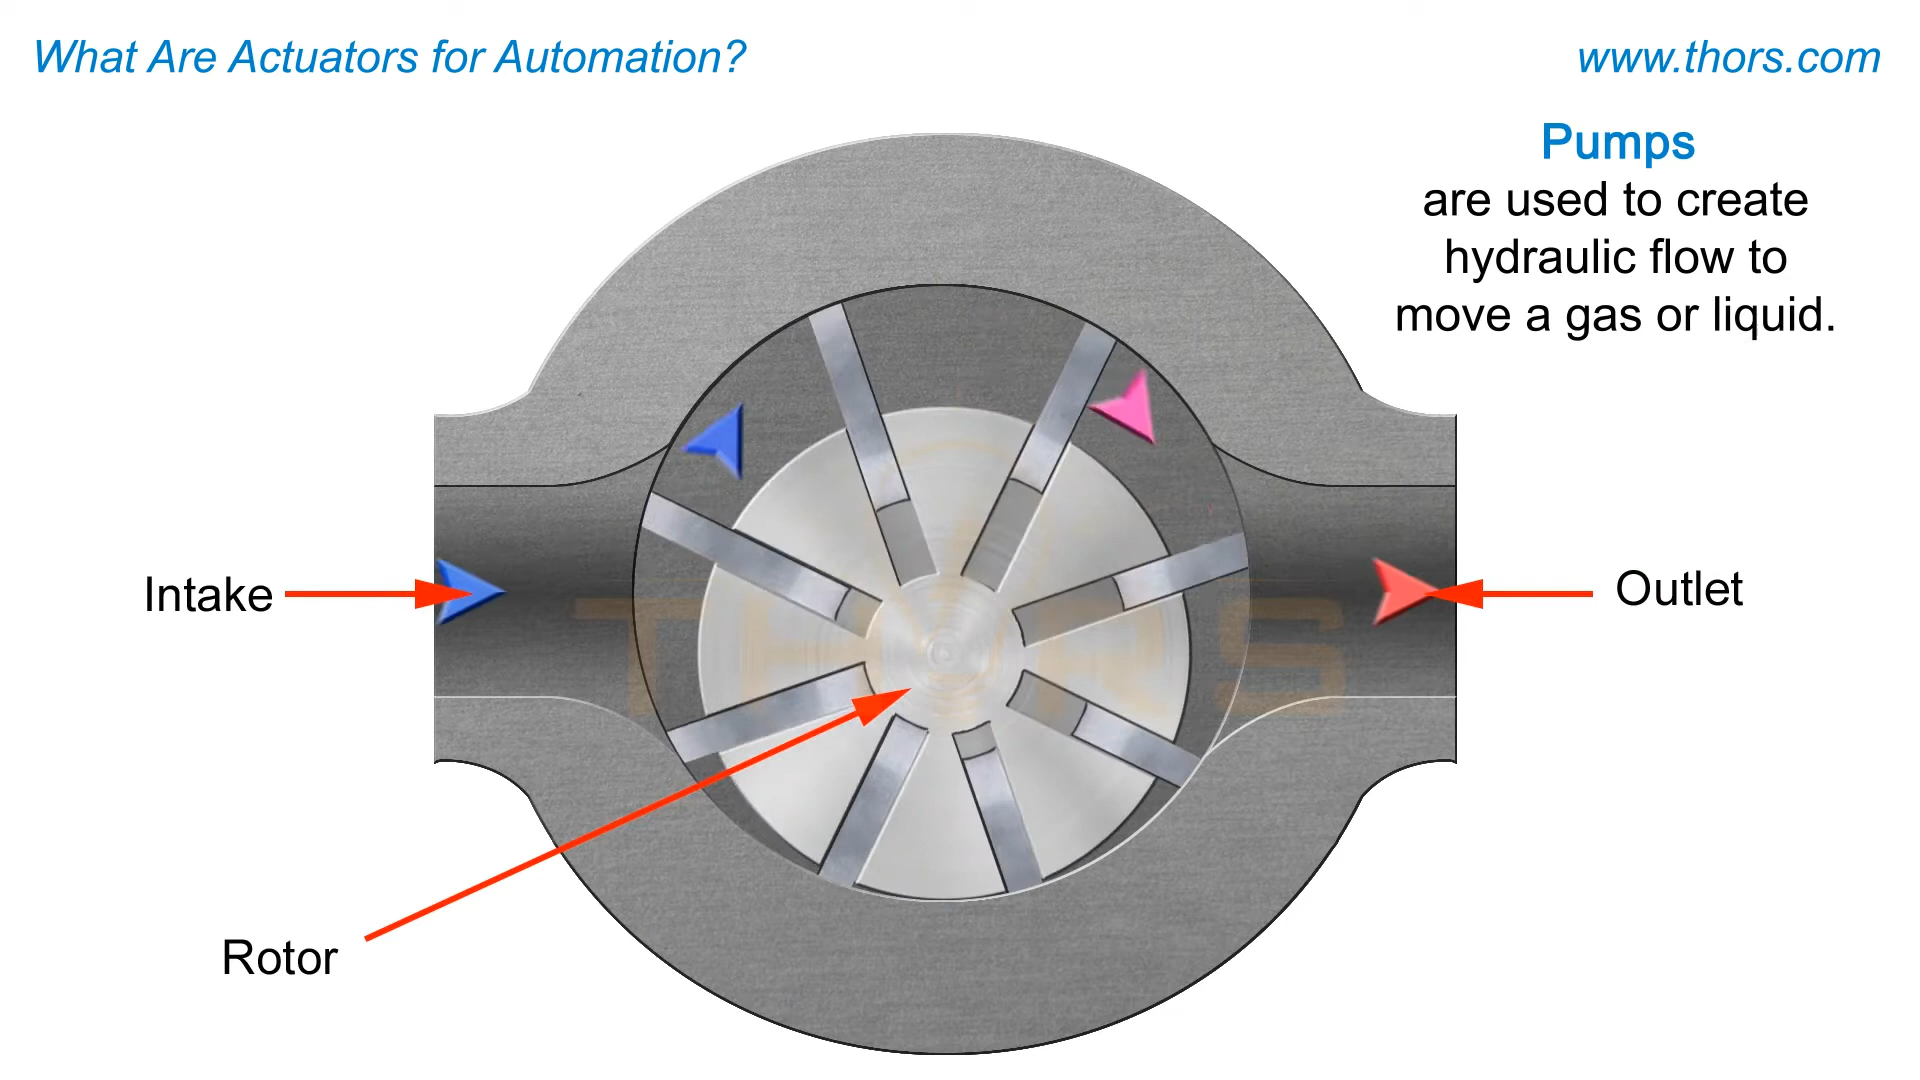 What Are Actuators for Automation?
www.thors.com
Pumps
are used to create
hydraulic flow to
move a gas or liquid.
Intake
Outlet
THORS
Rotor